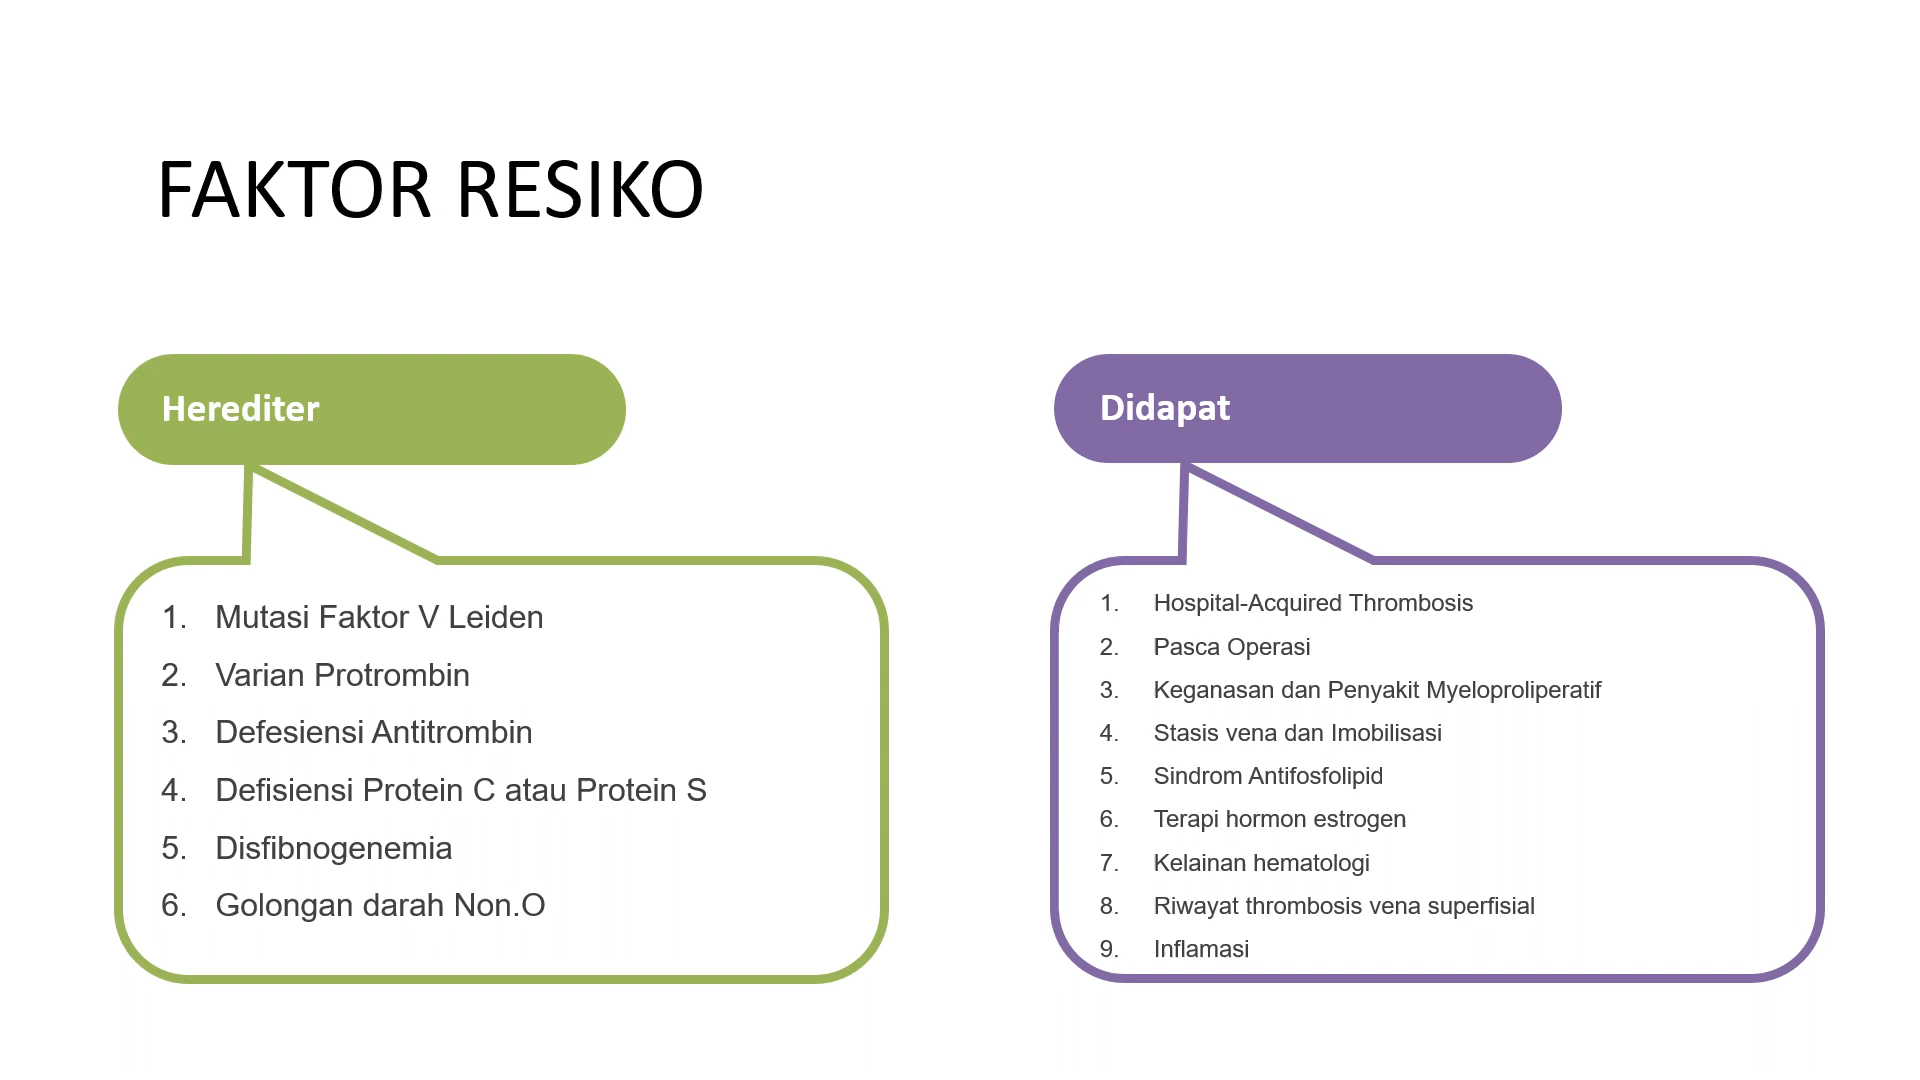 FAKTOR RESIKO
Herediter
1. Mutasi Faktor V Leiden
2. Varian Protrombin
3. Defesiensi Antitrombin
4. Defisiensi Protein C atau Protein S
5. Disfibnogenemia
6. Golongan darah Non.O
Didapat
1. Hospital-Acquired Thrombosis
2. Pasca Operasi
3. Keganasan dan Penyakit Myeloproliperatif
4. Stasis vena dan Imobilisasi
5. Sindrom Antifosfolipid
6. Terapi hormon estrogen
7. Kelainan hematologi
8. Riwayat thrombosis vena superfisial
9. Inflamasi